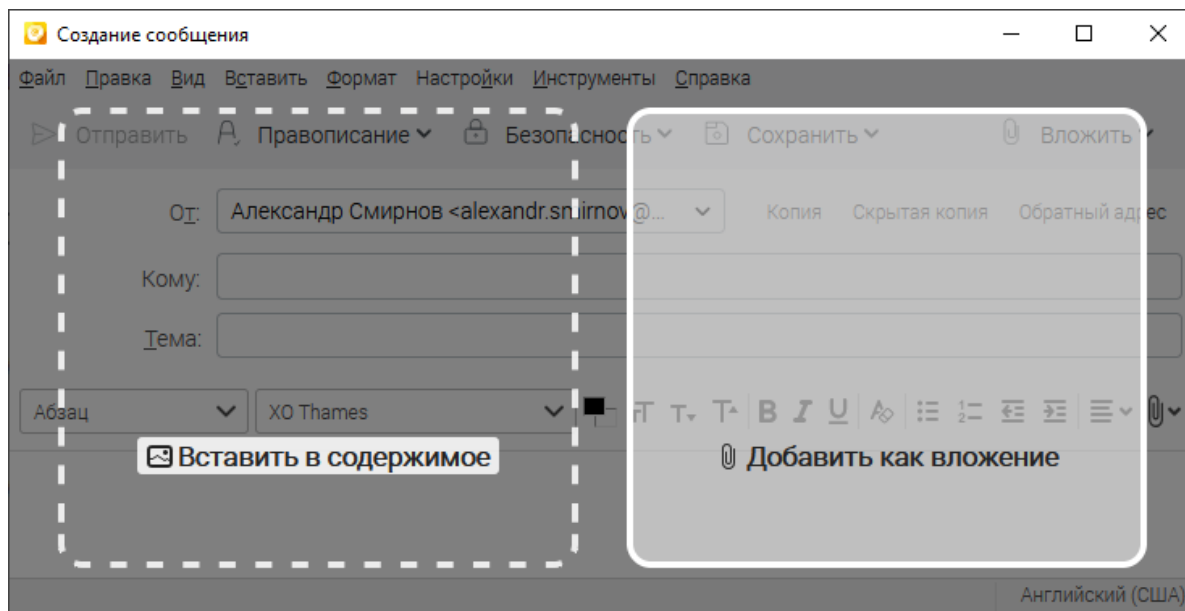 Создание сообщения
Файл Правка Вид Вставить Формат Настройки Инструменты Справка
Отправить Правописание Безопасность Сохранить Вложить
От: Александр Смирнов <alexandr.smirnov@... Копия Скрытая копия Обратный адрес
Кому:
Тема:
Абзац XO Thames
Вставить в содержимое Добавить как вложение
Английский (США)